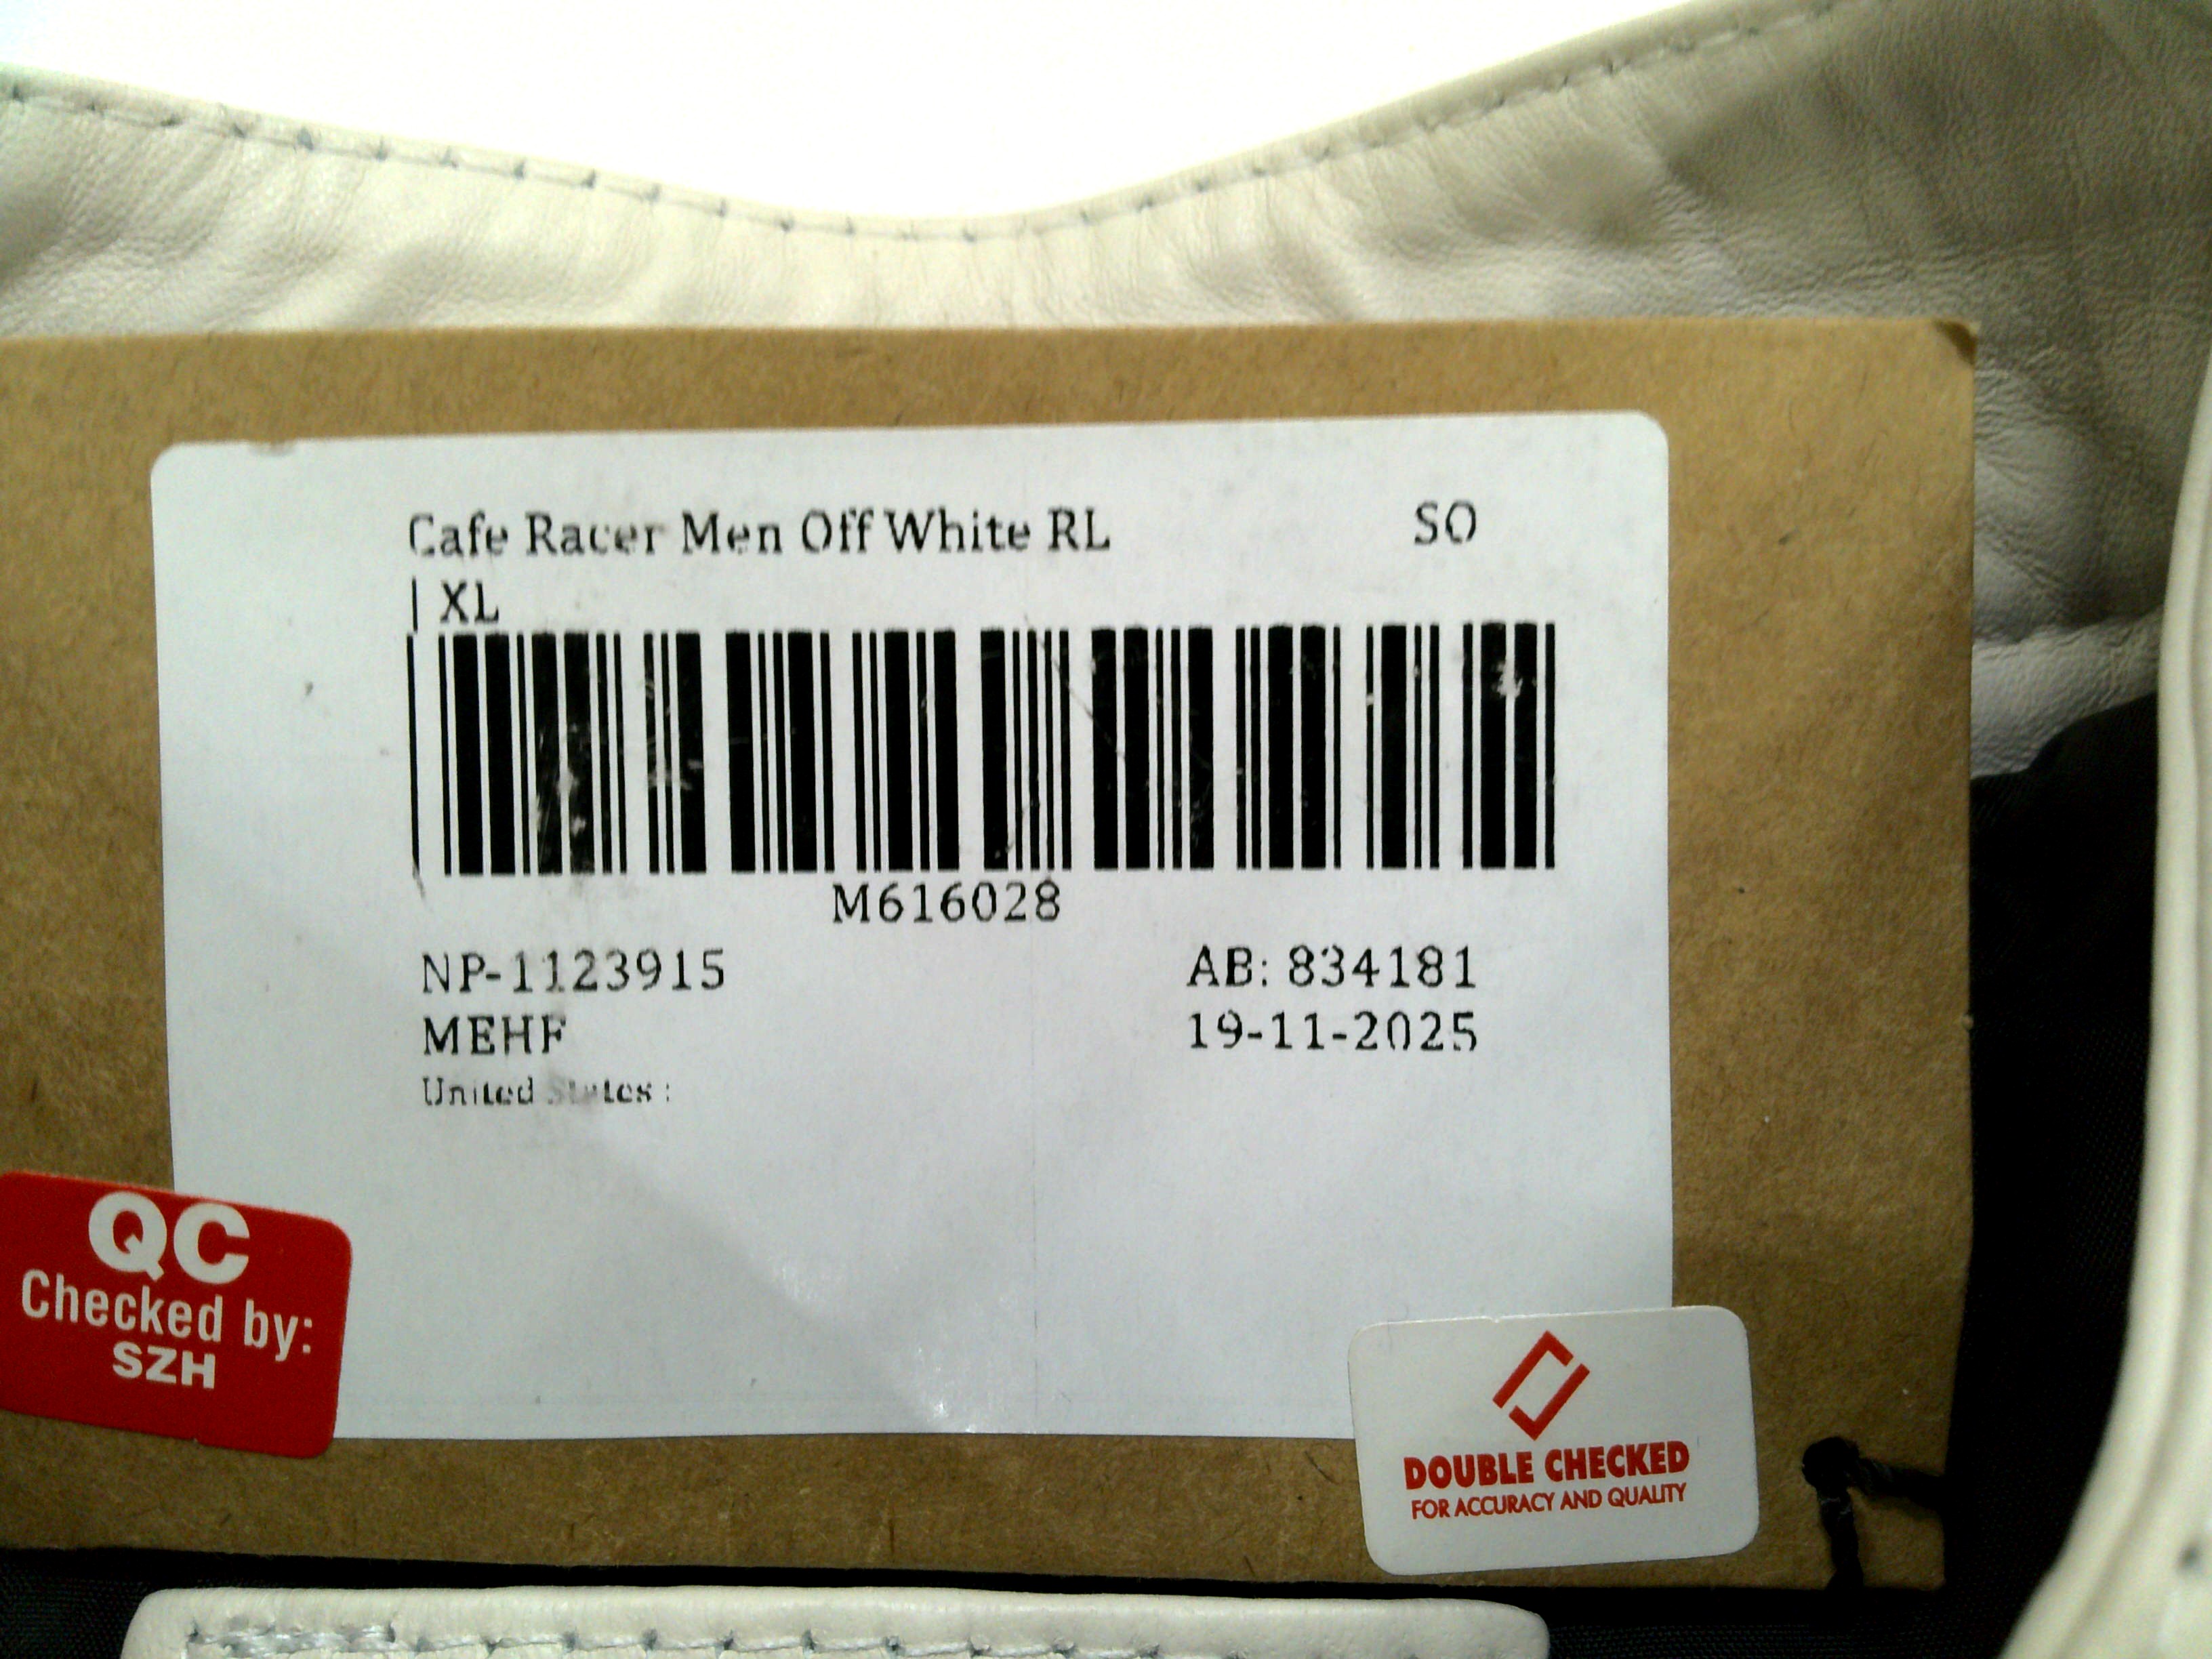 Cafe Racer Men Off White RL SO
| XL
M616028
NP-1123915 AB: 834181
MEHF 19-11-2025
United States :
QC
Checked by:
SZH
DOUBLE CHECKED
FOR ACCURACY AND QUALITY